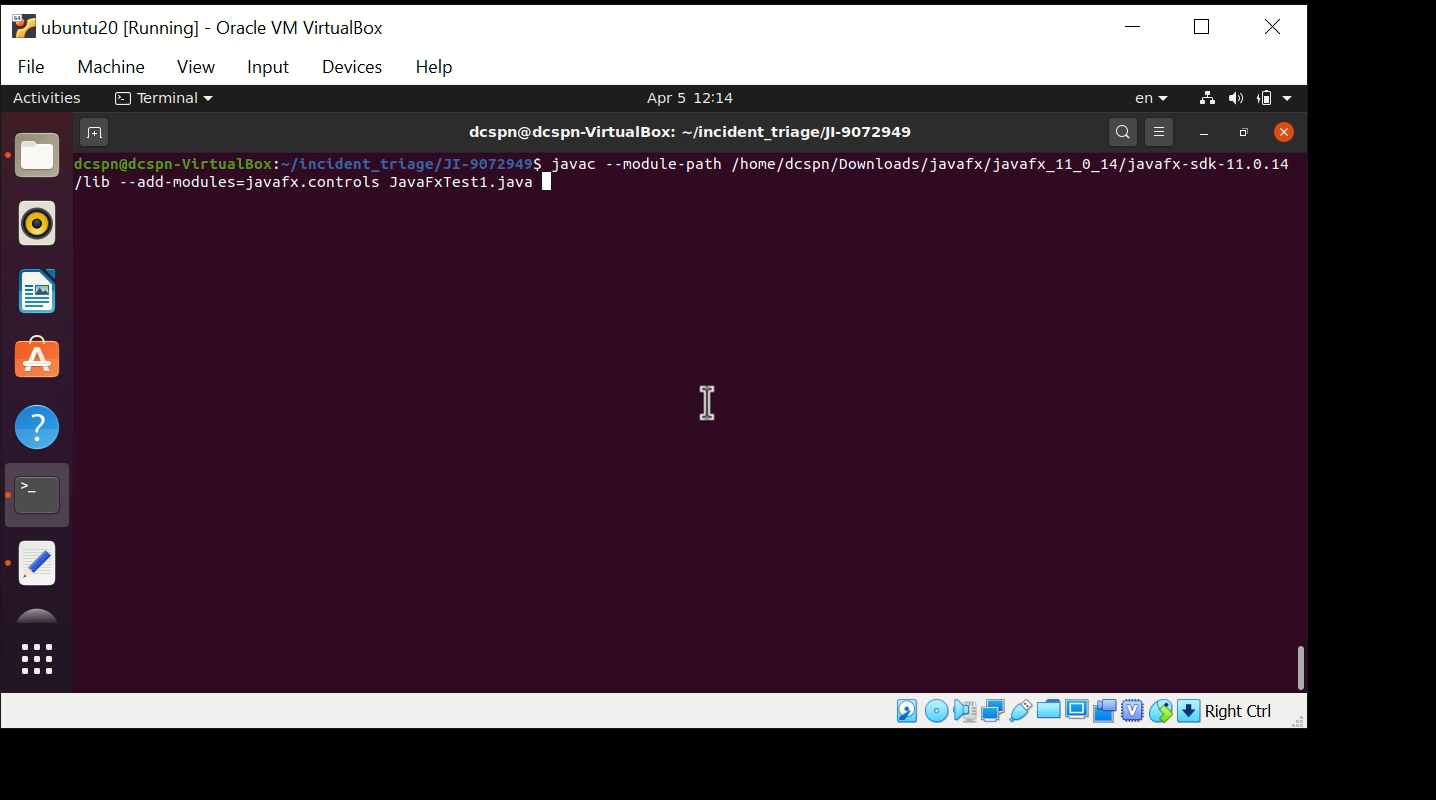 ubuntu20 [Running] - Oracle VM VirtualBox
File Machine View Input Devices Help
Activities Terminal Apr 5 12:14 en
dcspn@dcspn-VirtualBox: ~/incident_triage/JI-9072949
dcspn@dcspn-VirtualBox:~/incident_triage/JI-9072949$ javac --module-path /home/dcspn/Downloads/javafx/javafx_11_0_14/javafx-sdk-11.0.14
/lib --add-modules=javafx.controls JavaFxTest1.java
Right Ctrl